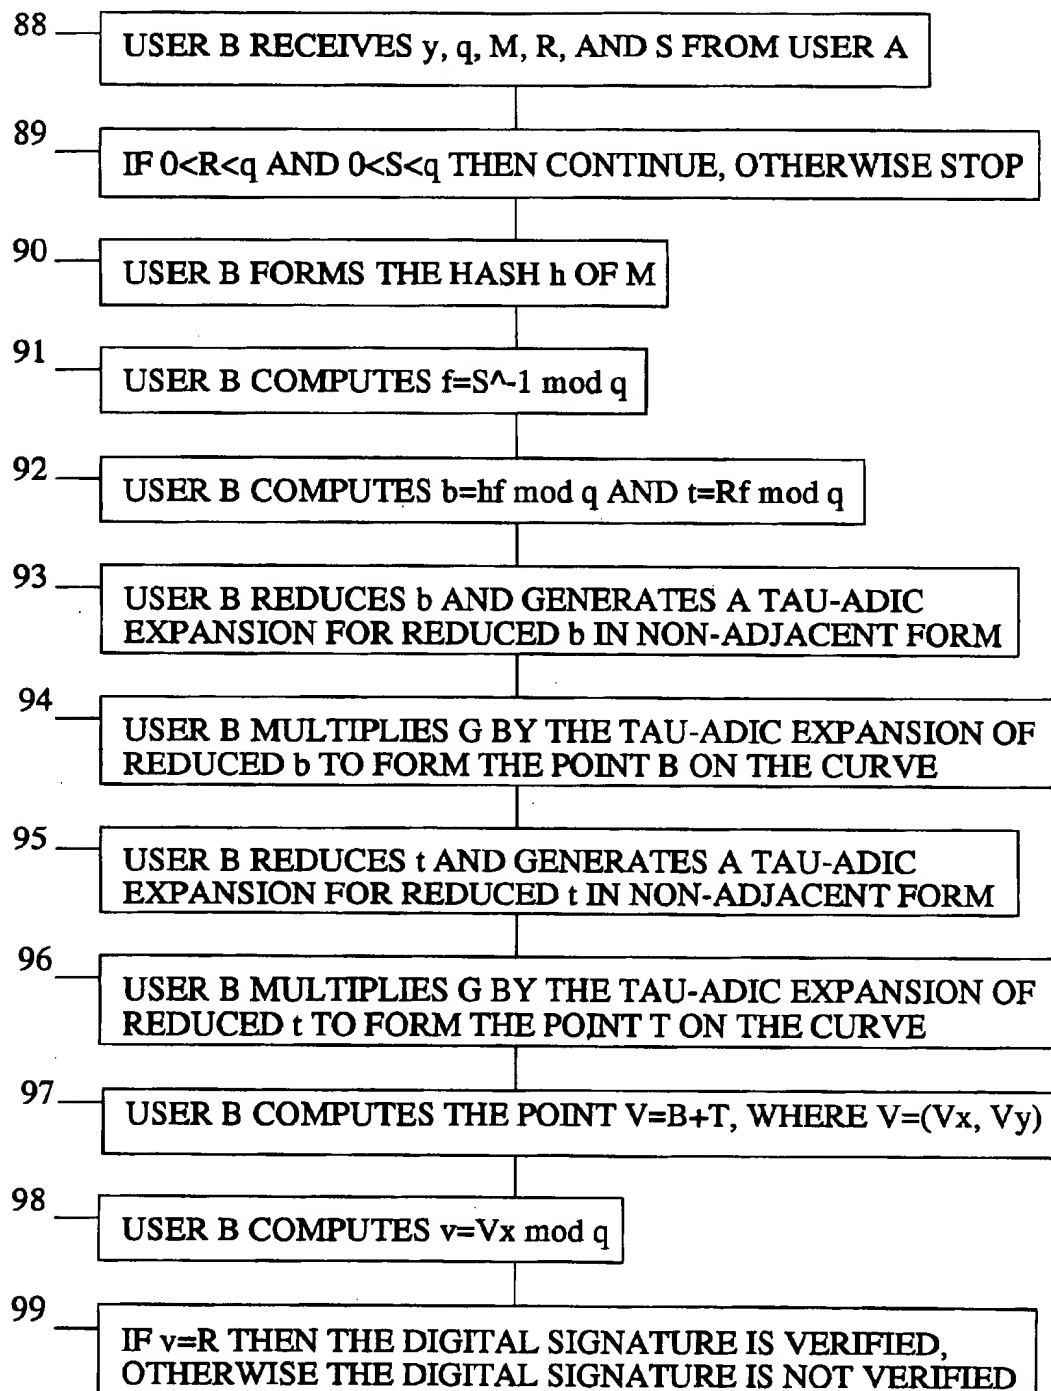 88
USER B RECEIVES y, q, M, R, AND S FROM USER A
89
IF 0<R<q AND 0<S<q THEN CONTINUE, OTHERWISE STOP
90
USER B FORMS THE HASH h OF M
91
USER B COMPUTES f=S^-1 mod q
92
USER B COMPUTES b=hf mod q AND t=Rf mod q
93
USER B REDUCES b AND GENERATES A TAU-ADIC
EXPANSION FOR REDUCED b IN NON-ADJACENT FORM
94
USER B MULTIPLIES G BY THE TAU-ADIC EXPANSION OF
REDUCED b TO FORM THE POINT B ON THE CURVE
95
USER B REDUCES t AND GENERATES A TAU-ADIC
EXPANSION FOR REDUCED t IN NON-ADJACENT FORM
96
USER B MULTIPLIES G BY THE TAU-ADIC EXPANSION OF
REDUCED t TO FORM THE POINT T ON THE CURVE
97
USER B COMPUTES THE POINT V=B+T, WHERE V=(Vx, Vy)
98
USER B COMPUTES v=Vx mod q
99
IF v=R THEN THE DIGITAL SIGNATURE IS VERIFIED,
OTHERWISE THE DIGITAL SIGNATURE IS NOT VERIFIED